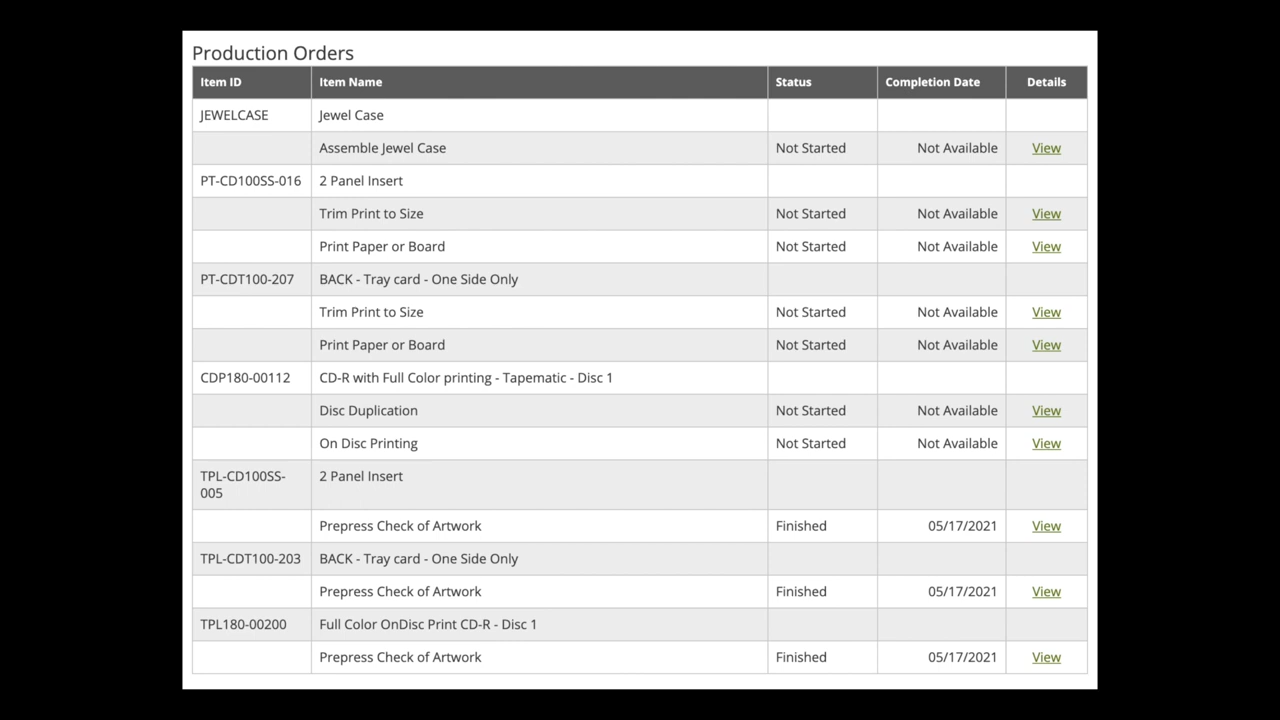 Production Orders
Item ID Item Name Status Completion Date Details
JEWELCASE Jewel Case
Assemble Jewel Case Not Started Not Available View
PT-CD100SS-016 2 Panel Insert
Trim Print to Size Not Started Not Available View
Print Paper or Board Not Started Not Available View
PT-CDT100-207 BACK - Tray card - One Side Only
Trim Print to Size Not Started Not Available View
Print Paper or Board Not Started Not Available View
CDP180-00112 CD-R with Full Color printing - Tapematic - Disc 1
Disc Duplication Not Started Not Available View
On Disc Printing Not Started Not Available View
TPL-CD100SS- 2 Panel Insert
005
Prepress Check of Artwork Finished 05/17/2021 View
TPL-CDT100-203 BACK - Tray card - One Side Only
Prepress Check of Artwork Finished 05/17/2021 View
TPL180-00200 Full Color OnDisc Print CD-R - Disc 1
Prepress Check of Artwork Finished 05/17/2021 View